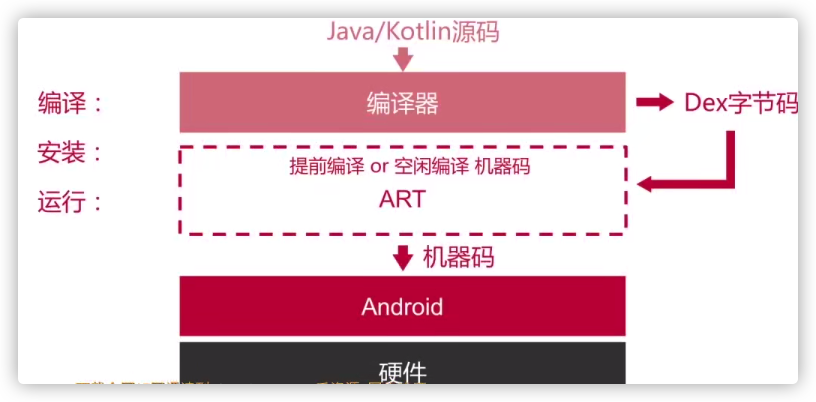 Java/Kotlin源码
编译：
编译器
Dex字节码
安装：
提前编译 or 空闲编译 机器码
运行：
ART
机器码
Android
硬件